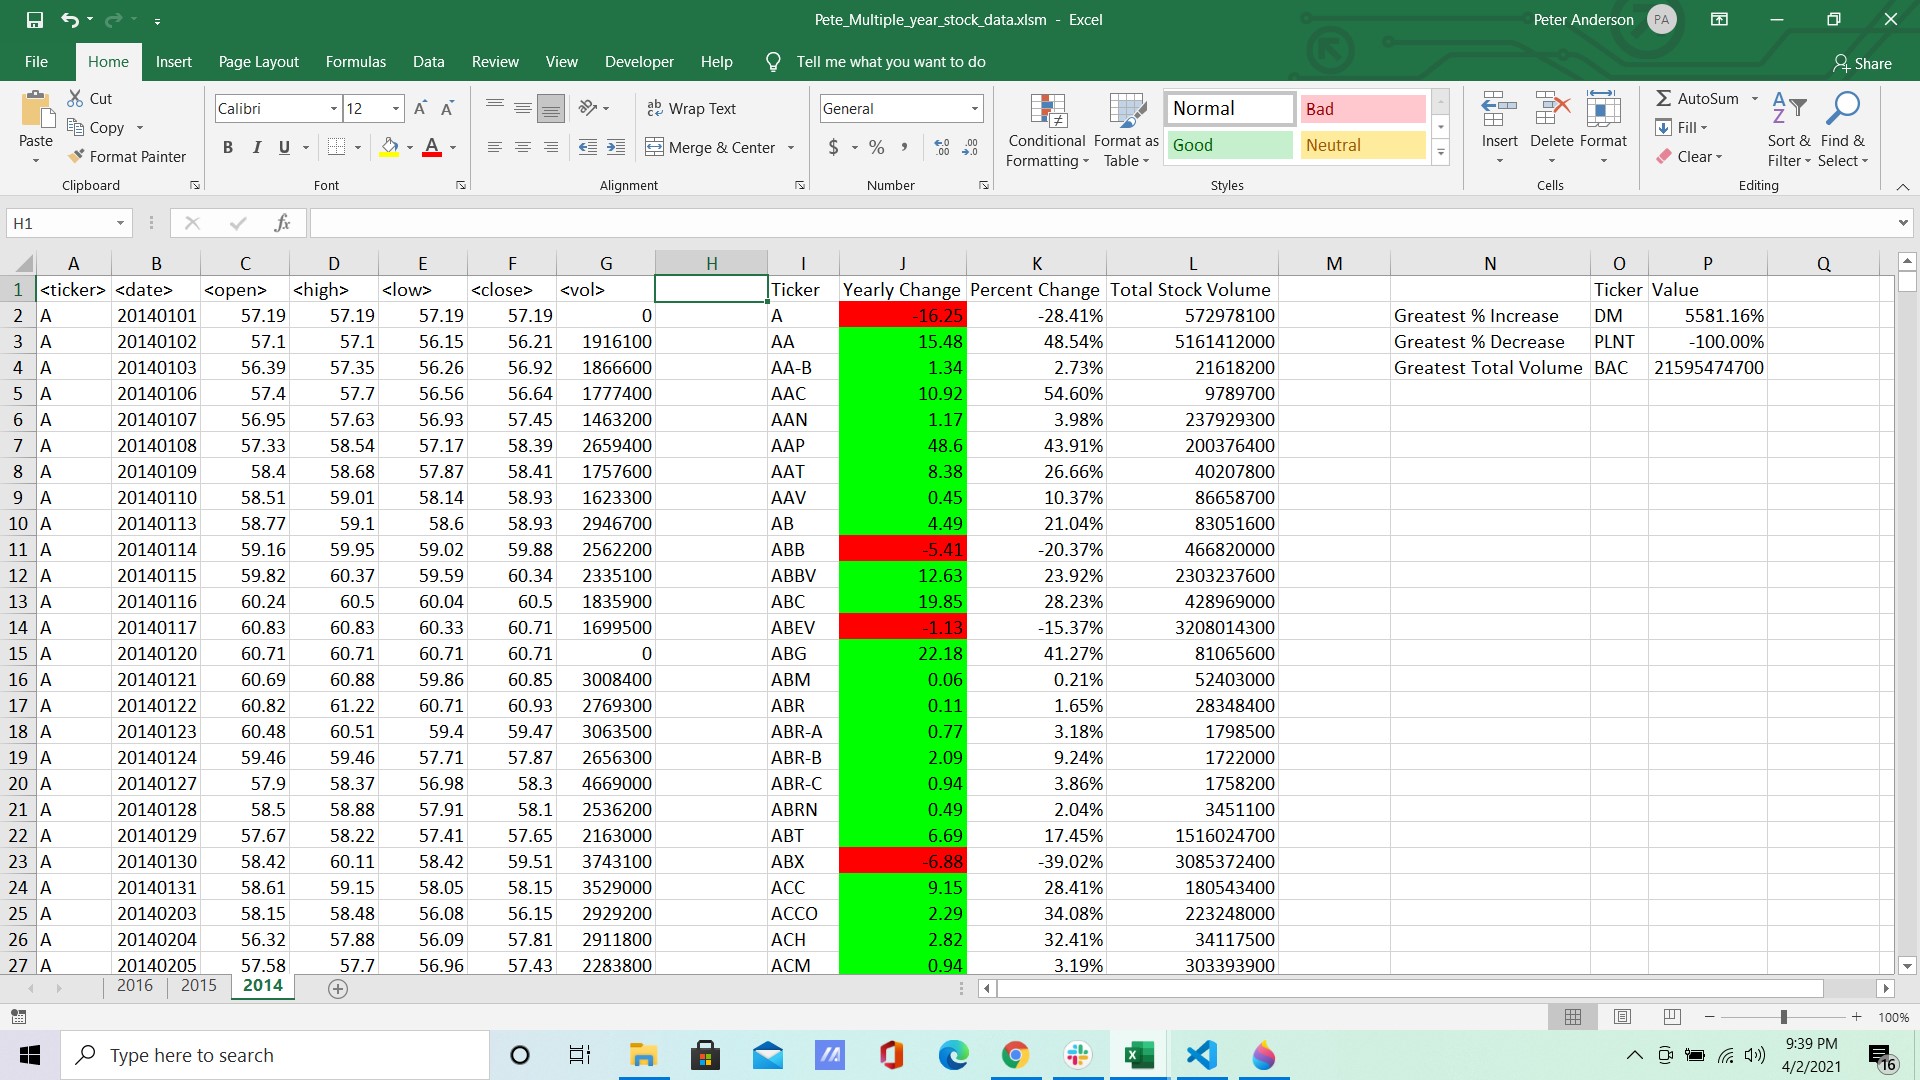 Pete_Multiple_year_stock_data.xlsm - Excel
Peter Anderson PA
File Home Insert Page Layout Formulas Data Review View Developer Help Tell me what you want to do Share
Paste
Cut
Copy
Format Painter
Clipboard
Calibri 12 A A
B I U A
Font
ab Wrap Text
Merge & Center
Alignment
General
$ % ,
Number
Conditional Formatting
Format as Table
Normal Bad
Good Neutral
Styles
Insert Delete Format
Cells
AutoSum
Fill
Clear
Sort & Filter
Find & Select
Editing
H1 fx
A B C D E F G H I J K L M N O P Q
1 <ticker> <date> <open> <high> <low> <close> <vol> Ticker Yearly Change Percent Change Total Stock Volume Ticker Value
2 A 20140101 57.19 57.19 57.19 57.19 0 A -16.25 -28.41% 572978100 Greatest % Increase DM 5581.16%
3 A 20140102 57.1 57.1 56.15 56.21 1916100 AA 15.48 48.54% 5161412000 Greatest % Decrease PLNT -100.00%
4 A 20140103 56.39 57.35 56.26 56.92 1866600 AA-B 1.34 2.73% 21618200 Greatest Total Volume BAC 21595474700
5 A 20140106 57.4 57.7 56.56 56.64 1777400 AAC 10.92 54.60% 9789700
6 A 20140107 56.95 57.63 56.93 57.45 1463200 AAN 1.17 3.98% 237929300
7 A 20140108 57.33 58.54 57.17 58.39 2659400 AAP 48.6 43.91% 200376400
8 A 20140109 58.4 58.68 57.87 58.41 1757600 AAT 8.38 26.66% 40207800
9 A 20140110 58.51 59.01 58.14 58.93 1623300 AAV 0.45 10.37% 86658700
10 A 20140113 58.77 59.1 58.6 58.93 2946700 AB 4.49 21.04% 83051600
11 A 20140114 59.16 59.95 59.02 59.88 2562200 ABB -5.41 -20.37% 466820000
12 A 20140115 59.82 60.37 59.59 60.34 2335100 ABBV 12.63 23.92% 2303237600
13 A 20140116 60.24 60.5 60.04 60.5 1835900 ABC 19.85 28.23% 428969000
14 A 20140117 60.83 60.83 60.33 60.71 1699500 ABEV -1.13 -15.37% 3208014300
15 A 20140120 60.71 60.71 60.71 60.71 0 ABG 22.18 41.27% 81065600
16 A 20140121 60.69 60.88 59.86 60.85 3008400 ABM 0.06 0.21% 52403000
17 A 20140122 60.82 61.22 60.71 60.93 2769300 ABR 0.11 1.65% 28348400
18 A 20140123 60.48 60.51 59.4 59.47 3063500 ABR-A 0.77 3.18% 1798500
19 A 20140124 59.46 59.46 57.71 57.87 2656300 ABR-B 2.09 9.24% 1722000
20 A 20140127 57.9 58.37 56.98 58.3 4669000 ABR-C 0.94 3.86% 1758200
21 A 20140128 58.5 58.88 57.91 58.1 2536200 ABRN 0.49 2.04% 3451100
22 A 20140129 57.67 58.22 57.41 57.65 2163000 ABT 6.69 17.45% 1516024700
23 A 20140130 58.42 60.11 58.42 59.51 3743100 ABX -6.88 -39.02% 3085372400
24 A 20140131 58.61 59.15 58.05 58.15 3529000 ACC 9.15 28.41% 180543400
25 A 20140203 58.15 58.48 56.08 56.15 2929200 ACCO 2.29 34.08% 223248000
26 A 20140204 56.32 57.88 56.09 57.81 2911800 ACH 2.82 32.41% 34117500
27 A 20140205 57.58 57.7 56.96 57.43 2283800 ACM 0.94 3.19% 303393900
2016 2015 2014
100%
Type here to search
9:39 PM
4/2/2021
16